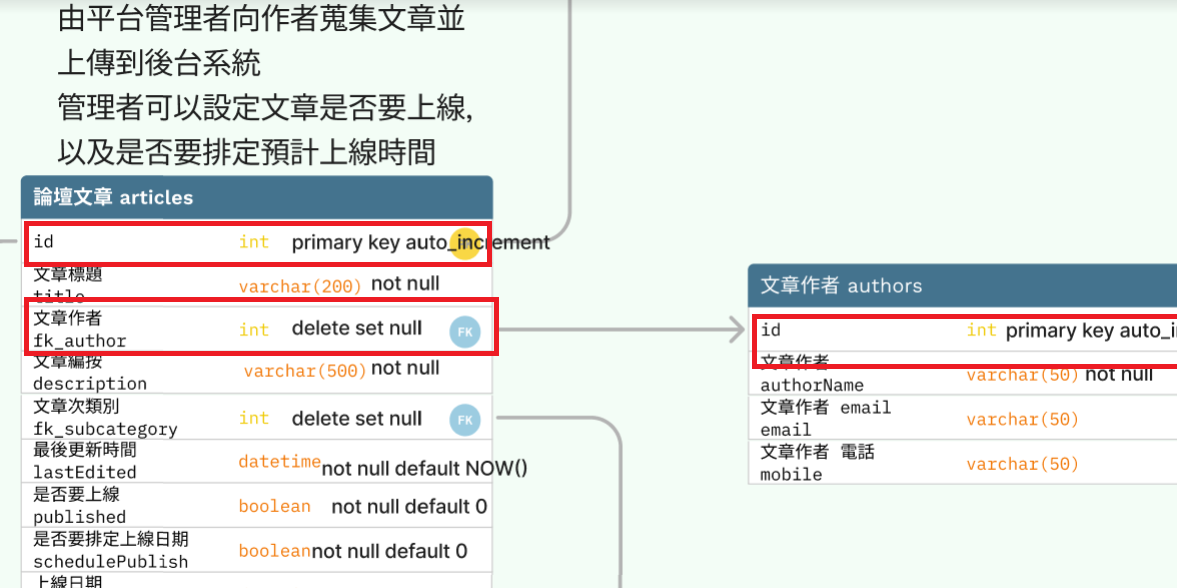 由平台管理者向作者蒐集文章並
上傳到後台系統
管理者可以設定文章是否要上線,
以及是否要排定預計上線時間
論壇文章 articles
id int primary key auto_increment
文章標題
title varchar(200) not null
文章作者
fk_author int delete set null FK
文章編按
description varchar(500) not null
文章次類別
fk_subcategory int delete set null FK
最後更新時間
lastEdited datetime not null default NOW()
是否要上線
published boolean not null default 0
是否要排定上線日期
schedulePublish boolean not null default 0
上線日期
文章作者 authors
id int primary key auto_i
文章作者
authorName varchar(50) not null
文章作者 email
email varchar(50)
文章作者 電話
mobile varchar(50)